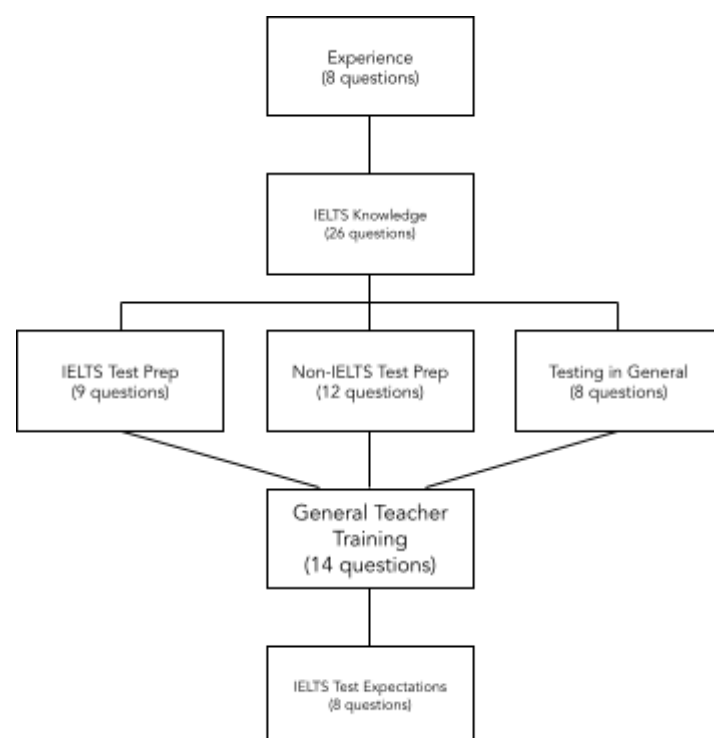 Experience
(8 questions)
IELTS Knowledge
(26 questions)
IELTS Test Prep
(9 questions)
Non-IELTS Test Prep
(12 questions)
Testing in General
(8 questions)
General Teacher
Training
(14 questions)
IELTS Test Expectations
(8 questions)